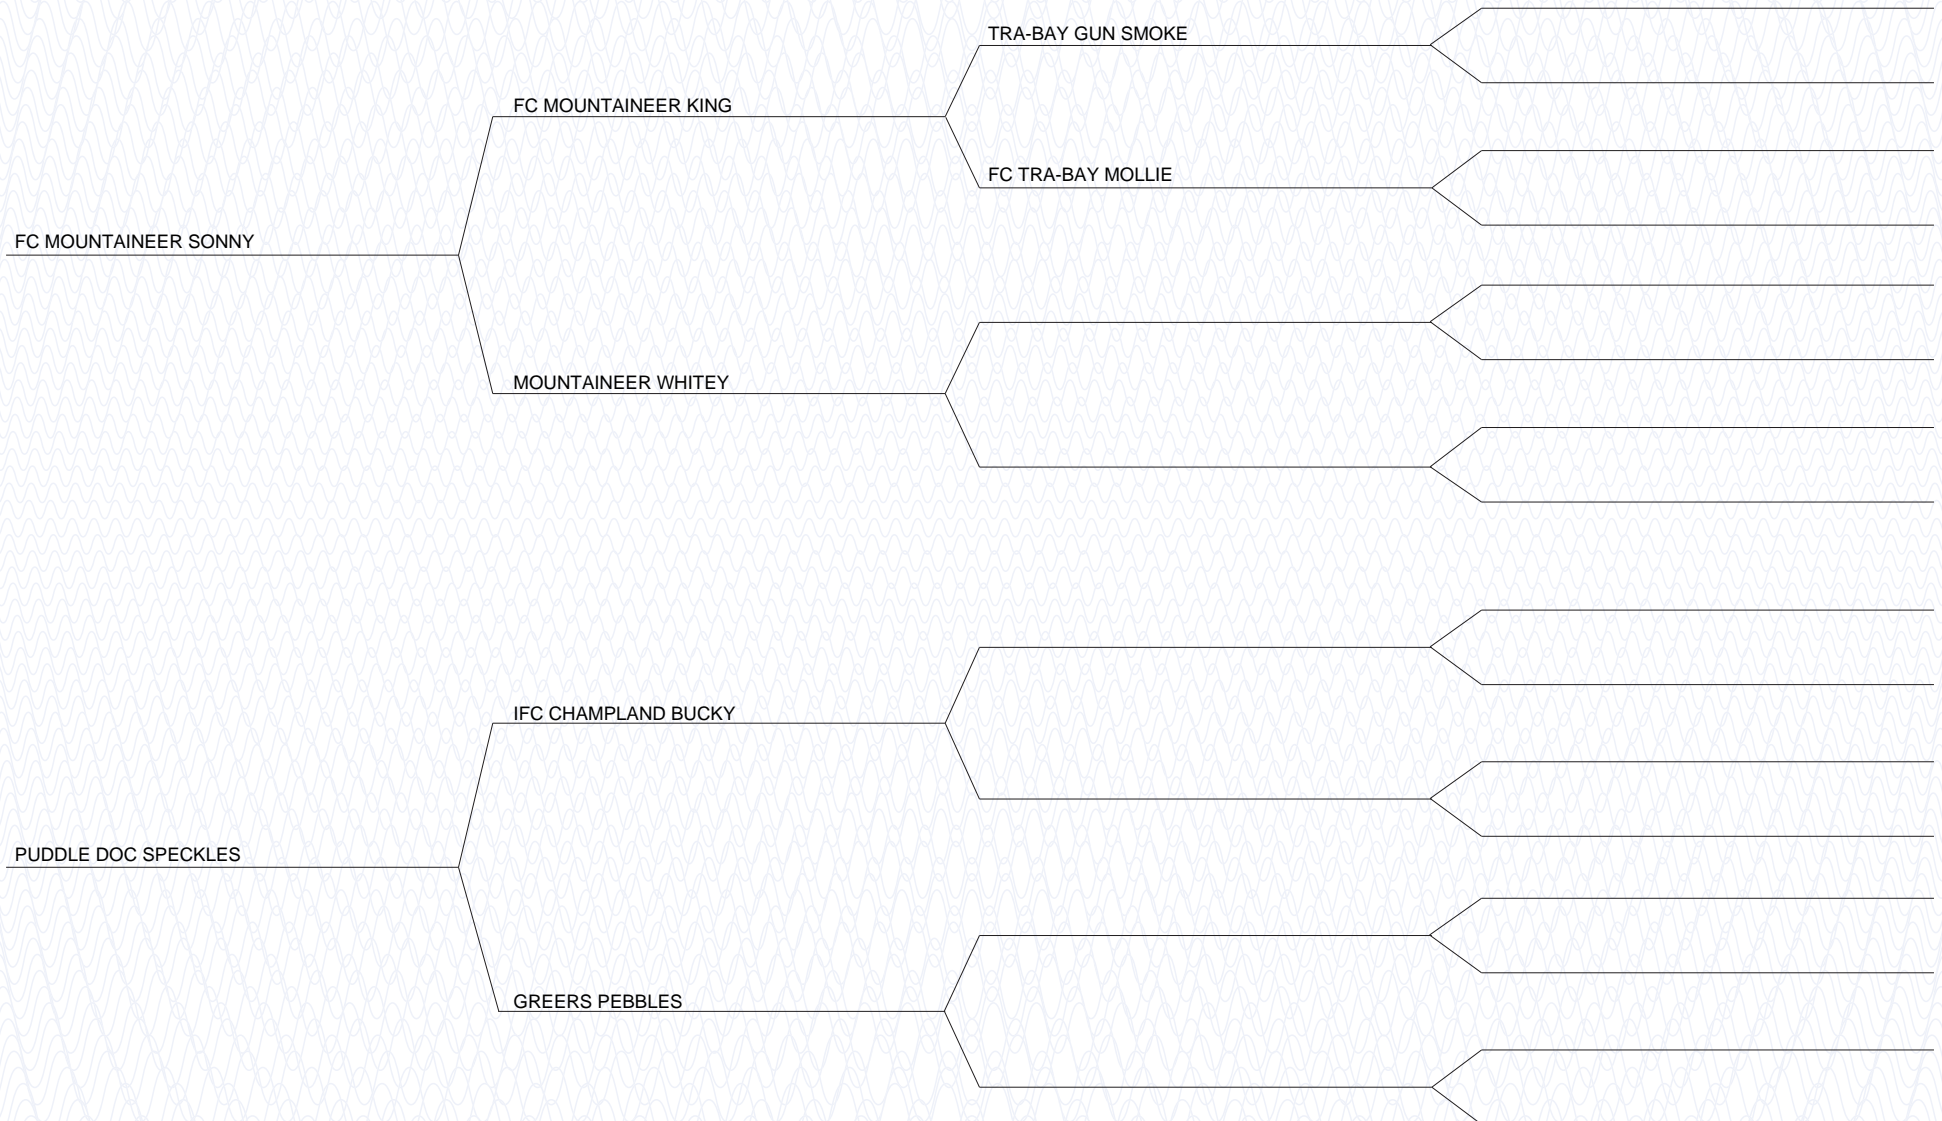 TRA-BAY GUN SMOKE
FC MOUNTAINEER KING
FC TRA-BAY MOLLIE
FC MOUNTAINEER SONNY
MOUNTAINEER WHITEY
IFC CHAMPLAND BUCKY
PUDDLE DOC SPECKLES
GREERS PEBBLES